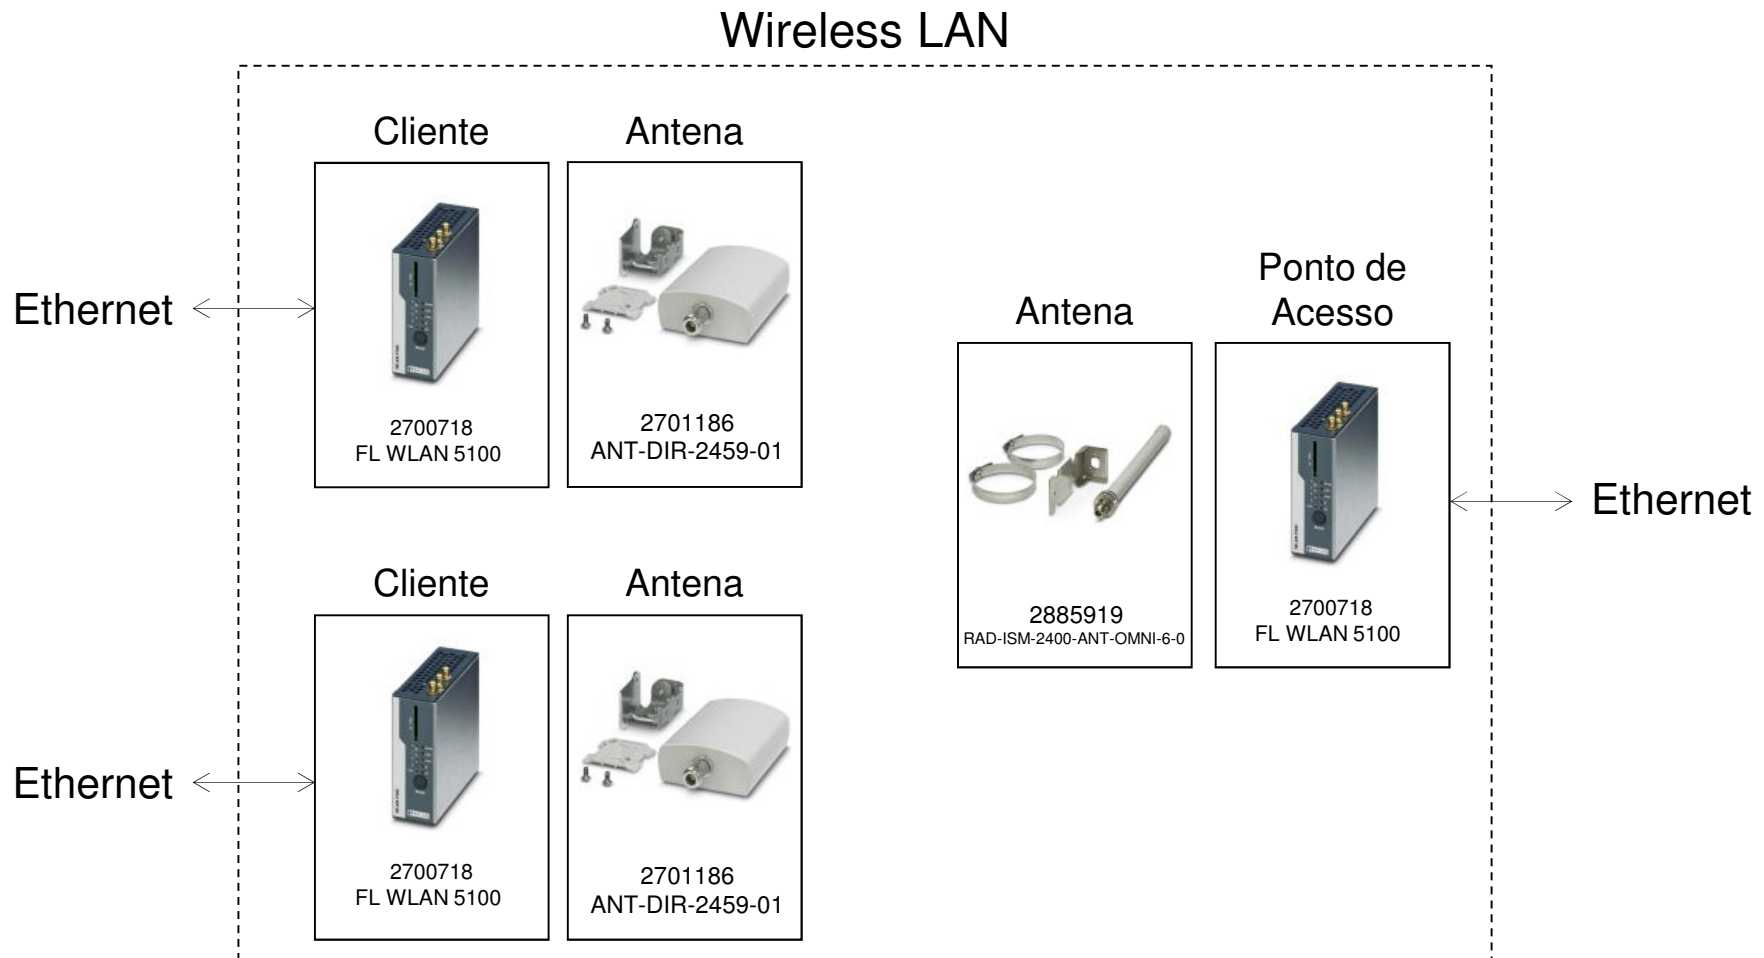 Wireless LAN
Cliente
Antena
2700718
FL WLAN 5100
2701186
ANT-DIR-2459-01
Ethernet
Antena
Ponto de
Acesso
2885919
RAD-ISM-2400-ANT-OMNI-6-0
2700718
FL WLAN 5100
Ethernet
Cliente
Antena
2700718
FL WLAN 5100
2701186
ANT-DIR-2459-01
Ethernet